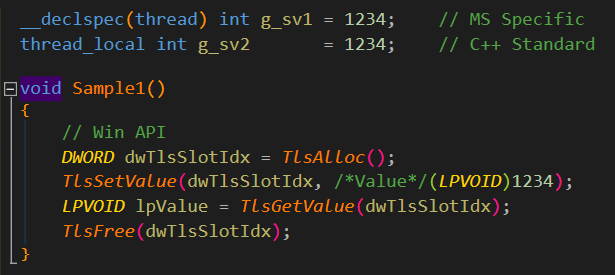 __declspec(thread) int g_sv1 = 1234;    // MS Specific
thread_local int g_sv2       = 1234;    // C++ Standard
void Sample1()
{
    // Win API
    DWORD dwTlsSlotIdx = TlsAlloc();
    TlsSetValue(dwTlsSlotIdx, /*Value*/(LPVOID)1234);
    LPVOID lpValue = TlsGetValue(dwTlsSlotIdx);
    TlsFree(dwTlsSlotIdx);
}